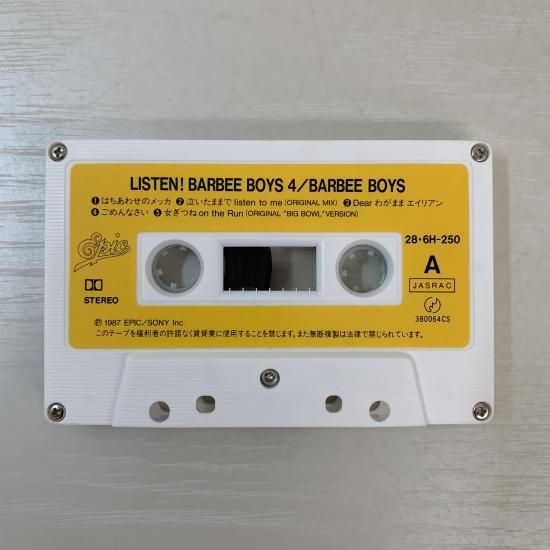 LISTEN! BARBEE BOYS 4/BARBEE BOYS
❶はちあわせのメッカ ❷泣いたままで listen to me (ORIGINAL MIX) ❸Dear わがままエイリアン
❹ごめんなさい ❺女ぎつね on the Run (ORIGINAL "BIG BOWL" VERSION)
Epic
28・6H-250
A
JASRAC
380064CS
DOLBY STEREO
Ⓟ 1987 EPIC/SONY Inc.
このテープを権利者の許諾なく賃貸業に使用することを禁じます。また無断複製は法律で禁じられています。